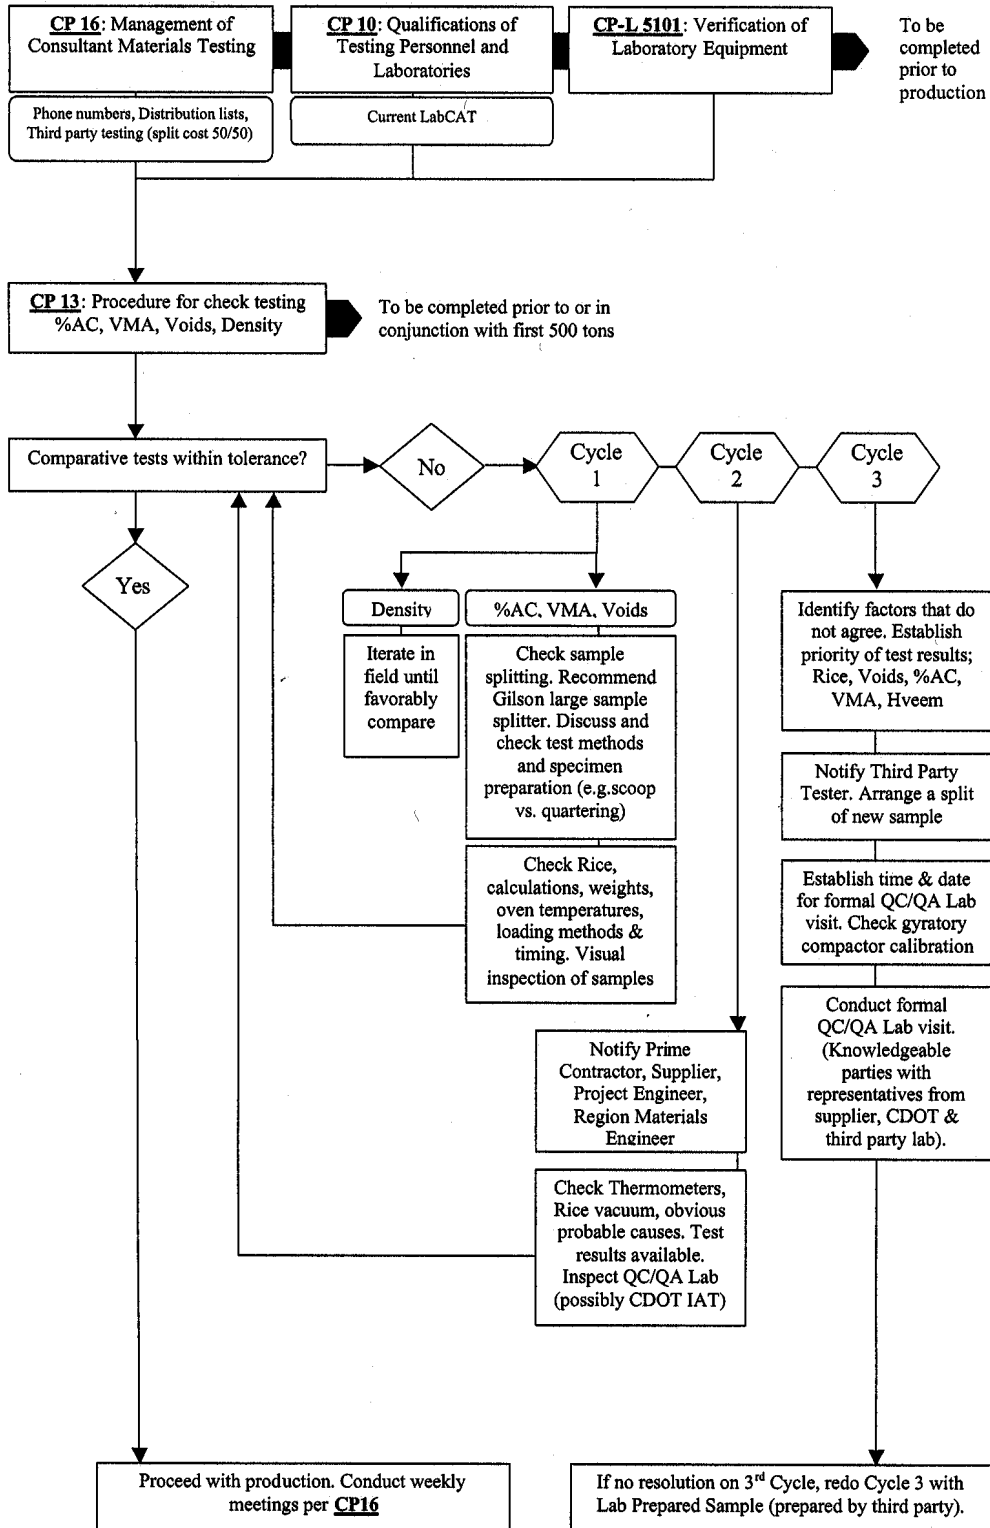 CP 16: Management of
Consultant Materials Testing
Phone numbers, Distribution lists,
Third party testing (split cost 50/50)
CP 10: Qualifications of
Testing Personnel and
Laboratories
Current LabCAT
CP-L 5101: Verification of
Laboratory Equipment
To be
completed
prior to
production
CP 13: Procedure for check testing
%AC, VMA, Voids, Density
To be completed prior to or in
conjunction with first 500 tons
Comparative tests within tolerance?
No
Cycle
1
Cycle
2
Cycle
3
Yes
Density
Iterate in
field until
favorably
compare
%AC, VMA, Voids
Check sample
splitting. Recommend
Gilson large sample
splitter. Discuss and
check test methods
and specimen
preparation (e.g.scoop
vs. quartering)
Check Rice,
calculations, weights,
oven temperatures,
loading methods &
timing. Visual
inspection of samples
Notify Prime
Contractor, Supplier,
Project Engineer,
Region Materials
Engineer
Check Thermometers,
Rice vacuum, obvious
probable causes. Test
results available.
Inspect QC/QA Lab
(possibly CDOT IAT)
Identify factors that do
not agree. Establish
priority of test results;
Rice, Voids, %AC,
VMA, Hveem
Notify Third Party
Tester. Arrange a split
of new sample
Establish time & date
for formal QC/QA Lab
visit. Check gyratory
compactor calibration
Conduct formal
QC/QA Lab visit.
(Knowledgeable
parties with
representatives from
supplier, CDOT &
third party lab).
Proceed with production. Conduct weekly
meetings per CP16
If no resolution on 3rd Cycle, redo Cycle 3 with
Lab Prepared Sample (prepared by third party).